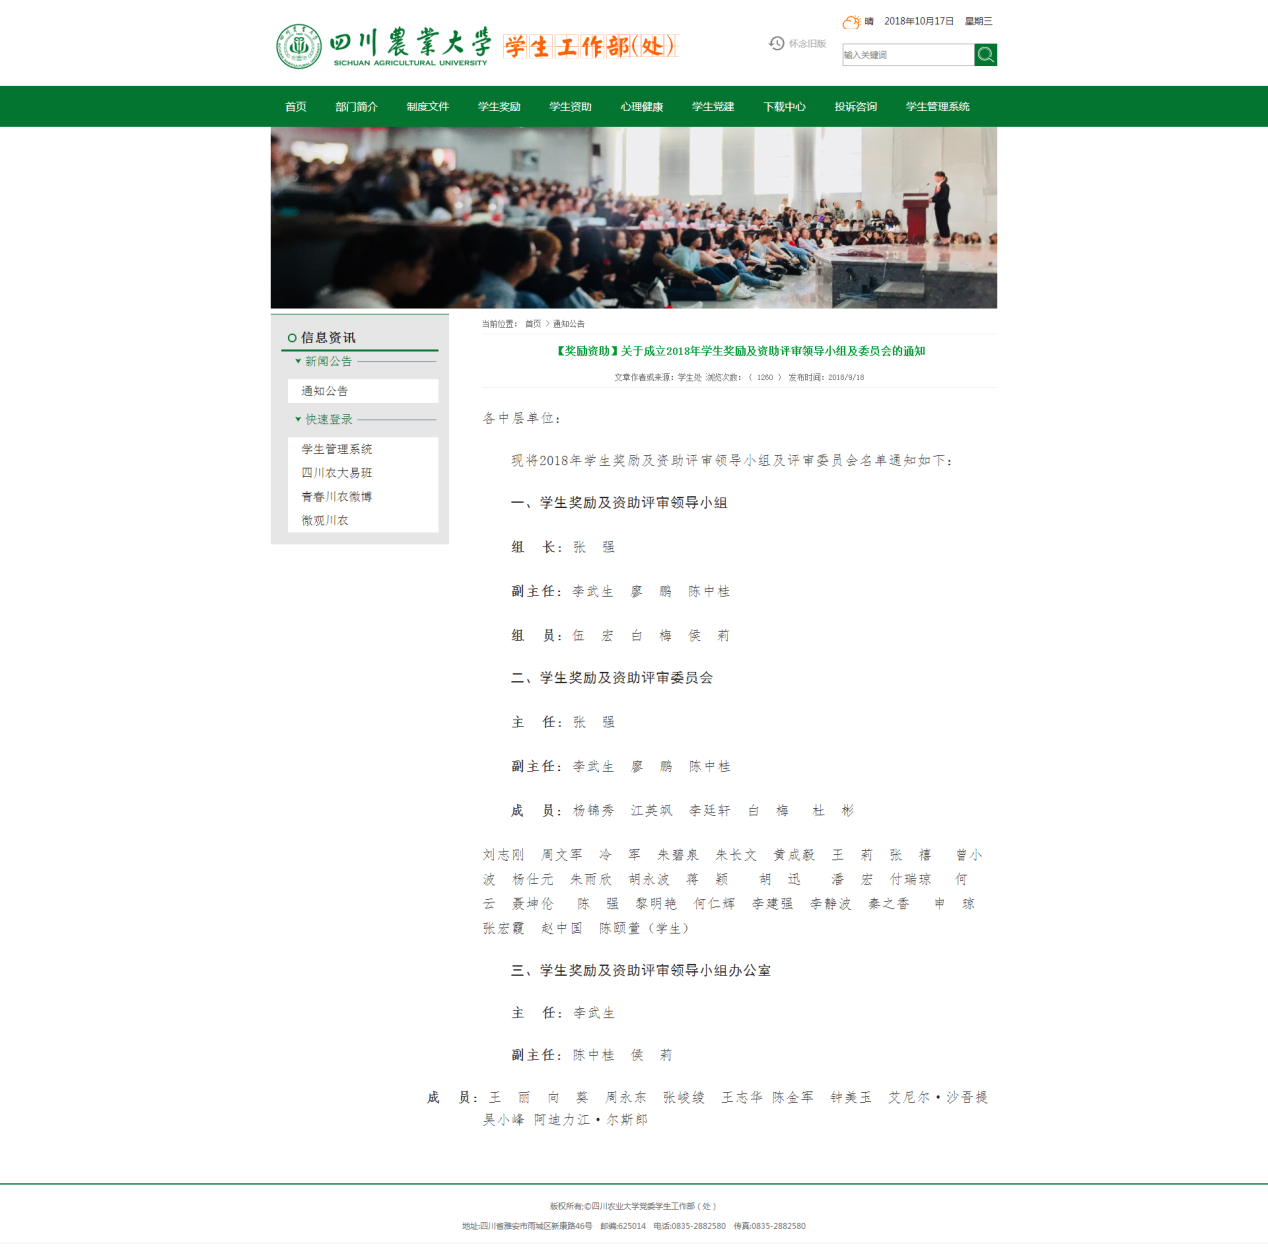 四川農業大学
SICHUAN AGRICULTURAL UNIVERSITY
学生工作部(处)
晴 2018年10月17日 星期三
怀念旧版
输入关键词
首页 部门简介 制度文件 学生奖励 学生资助 心理健康 学生党建 下载中心 投诉咨询 学生管理系统
信息资讯
新闻公告
通知公告
快速登录
学生管理系统
四川农大易班
青春川农微博
微观川农
当前位置： 首页 > 通知公告
【奖励资助】关于成立2018年学生奖励及资助评审领导小组及委员会的通知
文章作者或来源：学生处 浏览次数：（ 1260 ） 发布时间：2018/9/18
各中层单位：
现将2018年学生奖励及资助评审领导小组及评审委员会名单通知如下：
一、学生奖励及资助评审领导小组
组 长：张 强
副主任：李武生 廖 鹏 陈中桂
组 员：伍 宏 白 梅 侯 莉
二、学生奖励及资助评审委员会
主 任：张 强
副主任：李武生 廖 鹏 陈中桂
成 员：杨锦秀 江英飒 李廷轩 白 梅 杜 彬
刘志刚 周文军 冷 军 朱碧泉 朱长文 黄成毅 王 莉 张 禧 曾小
波 杨仕元 朱雨欣 胡永波 蒋 颖 胡 迅 潘 宏 付瑞琼 何
云 聂坤伦 陈 强 黎明艳 何仁辉 李建强 李静波 秦之香 申 琼
张宏霞 赵中国 陈颐萱（学生）
三、学生奖励及资助评审领导小组办公室
主 任：李武生
副主任：陈中桂 侯 莉
成 员：王 丽 向 葵 周永东 张峻绫 王志华 陈金军 钟美玉 艾尼尔•沙吾提
吴小峰 阿迪力江•尔斯郎
版权所有;©四川农业大学党委学生工作部（处）
地址:四川省雅安市雨城区新康路46号 邮编:625014 电话:0835-2882580 传真:0835-2882580